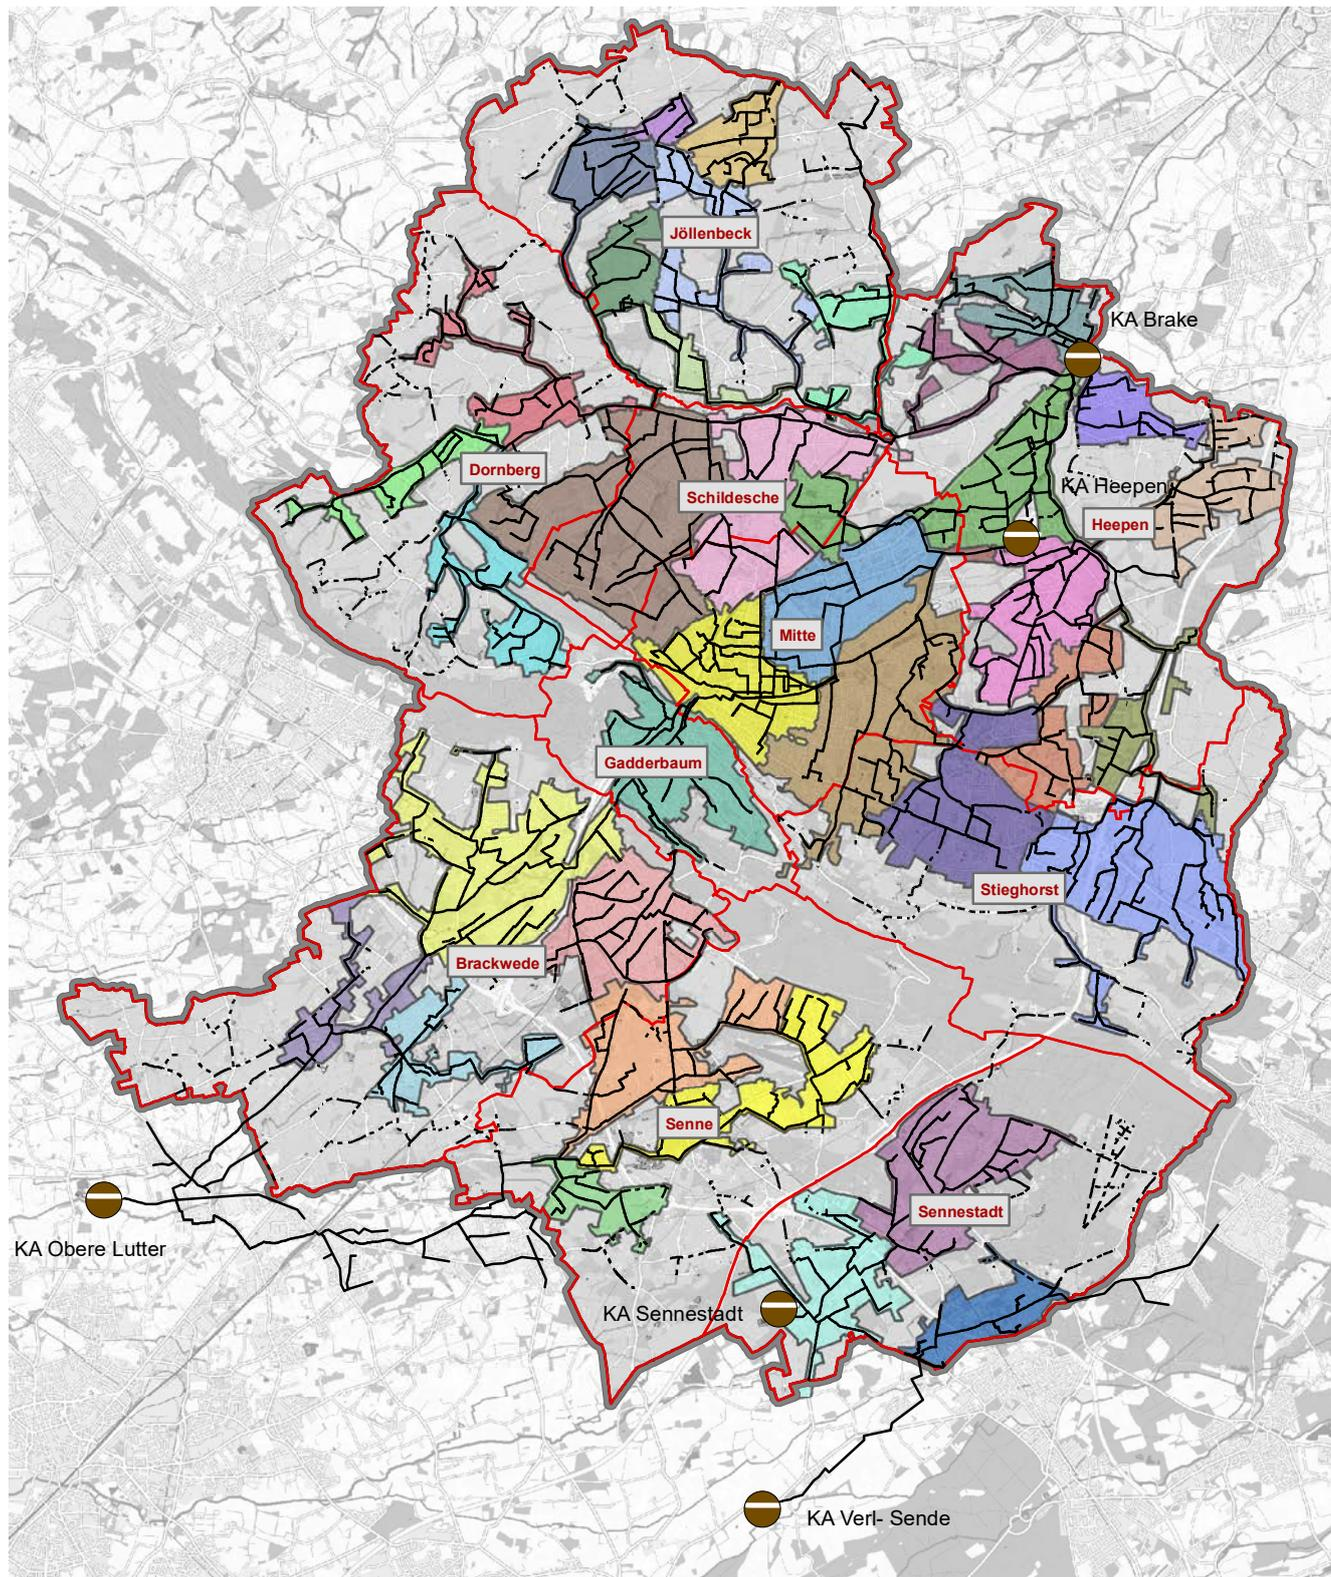 Jöllenbeck
KA Brake
Dornberg
Schildesche
KA Heepen
Heepen
Mitte
Gadderbaum
Stieghorst
Brackwede
Senne
Sennestadt
KA Obere Lutter
KA Sennestadt
KA Verl- Sende